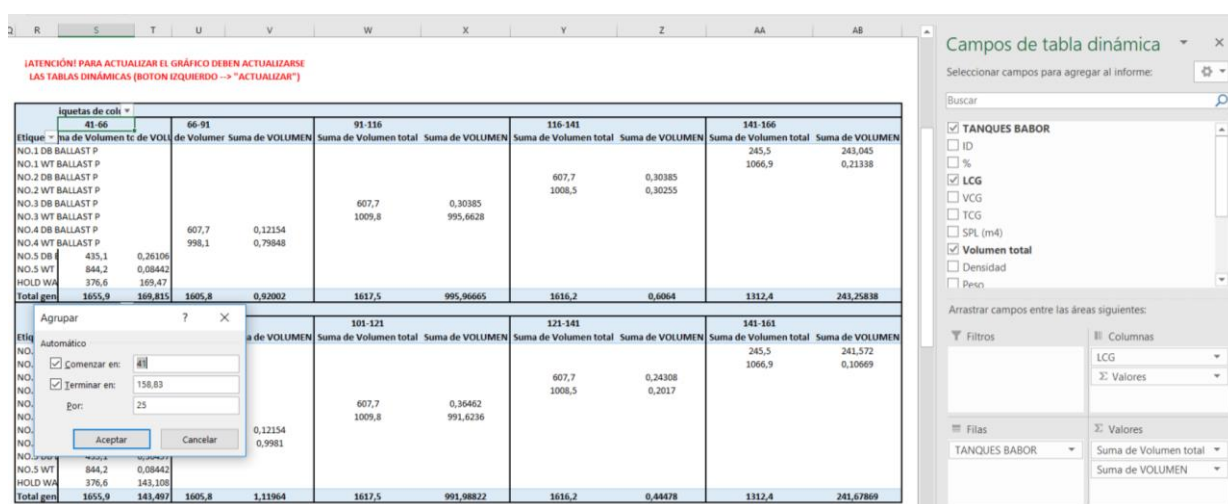 Q R S T U V W X Y Z AA AB
¡ATENCIÓN! PARA ACTUALIZAR EL GRÁFICO DEBEN ACTUALIZARSE
LAS TABLAS DINÁMICAS (BOTON IZQUIERDO --> "ACTUALIZAR")
iquetas de colu
41-66 66-91 91-116 116-141 141-166
Etique ma de Volumen to de VOLU de Volumen Suma de VOLUMEN Suma de Volumen total Suma de VOLUMEN Suma de Volumen total Suma de VOLUMEN Suma de Volumen total Suma de VOLUMEN
NO.1 DB BALLAST P 245,5 243,045
NO.1 WT BALLAST P 1066,9 0,21338
NO.2 DB BALLAST P 607,7 0,30385
NO.2 WT BALLAST P 1008,5 0,30255
NO.3 DB BALLAST P 607,7 0,30385
NO.3 WT BALLAST P 1009,8 995,6628
NO.4 DB BALLAST P 607,7 0,12154
NO.4 WT BALLAST P 998,1 0,79848
NO.5 DB 435,1 0,26106
NO.5 WT 844,2 0,08442
HOLD WA 376,6 169,47
Total gen 1655,9 169,815 1605,8 0,92002 1617,5 995,96665 1616,2 0,6064 1312,4 243,25838
101-121 121-141 141-161
Etiq a de VOLUMEN Suma de Volumen total Suma de VOLUMEN Suma de Volumen total Suma de VOLUMEN Suma de Volumen total Suma de VOLUMEN
NO. 245,5 241,572
NO. 1066,9 0,10669
NO. 607,7 0,24308
NO. 1008,5 0,2017
NO. 607,7 0,36462
NO. 1009,8 991,6236
NO. 0,12154
NO. 0,9981
NO.5 WT 844,2 0,08442
HOLD WA 376,6 143,108
Total gen 1655,9 143,497 1605,8 1,11964 1617,5 991,98822 1616,2 0,44478 1312,4 241,67869
Agrupar ? ×
Automático
Comenzar en: 41
Terminar en: 158,83
Por: 25
Aceptar Cancelar
Campos de tabla dinámica
Seleccionar campos para agregar al informe:
Buscar
TANQUES BABOR
ID
%
LCG
VCG
TCG
SPL (m4)
Volumen total
Densidad
Peso
Arrastrar campos entre las áreas siguientes:
Filtros
Columnas
LCG
Σ Valores
Filas
TANQUES BABOR
Σ Valores
Suma de Volumen total
Suma de VOLUMEN